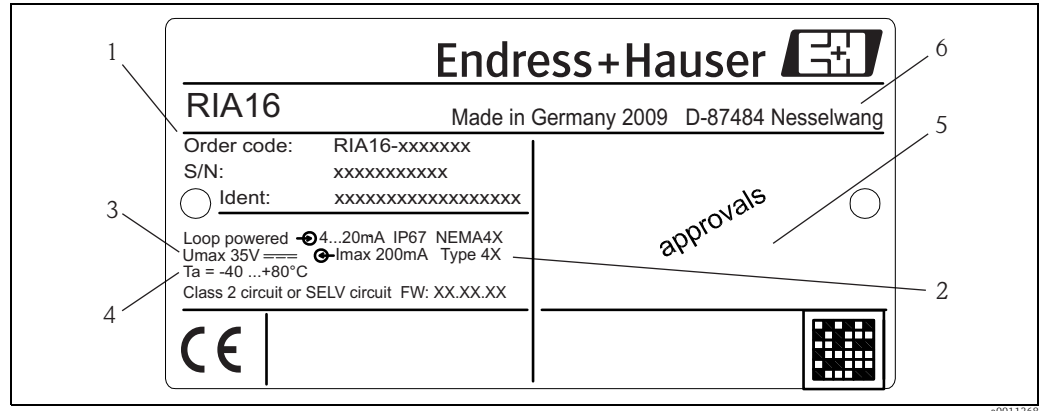 Endress+Hauser
RIA16
Made in Germany 2009 D-87484 Nesselwang
Order code: RIA16-xxxxxxx
S/N: xxxxxxxxxxx
Ident: xxxxxxxxxxxxxxxxxx
approvals
Loop powered 4...20mA IP67 NEMA4X
Umax 35V Imax 200mA Type 4X
Ta = -40 ...+80°C
Class 2 circuit or SELV circuit FW: XX.XX.XX
CE
1
2
3
4
5
6